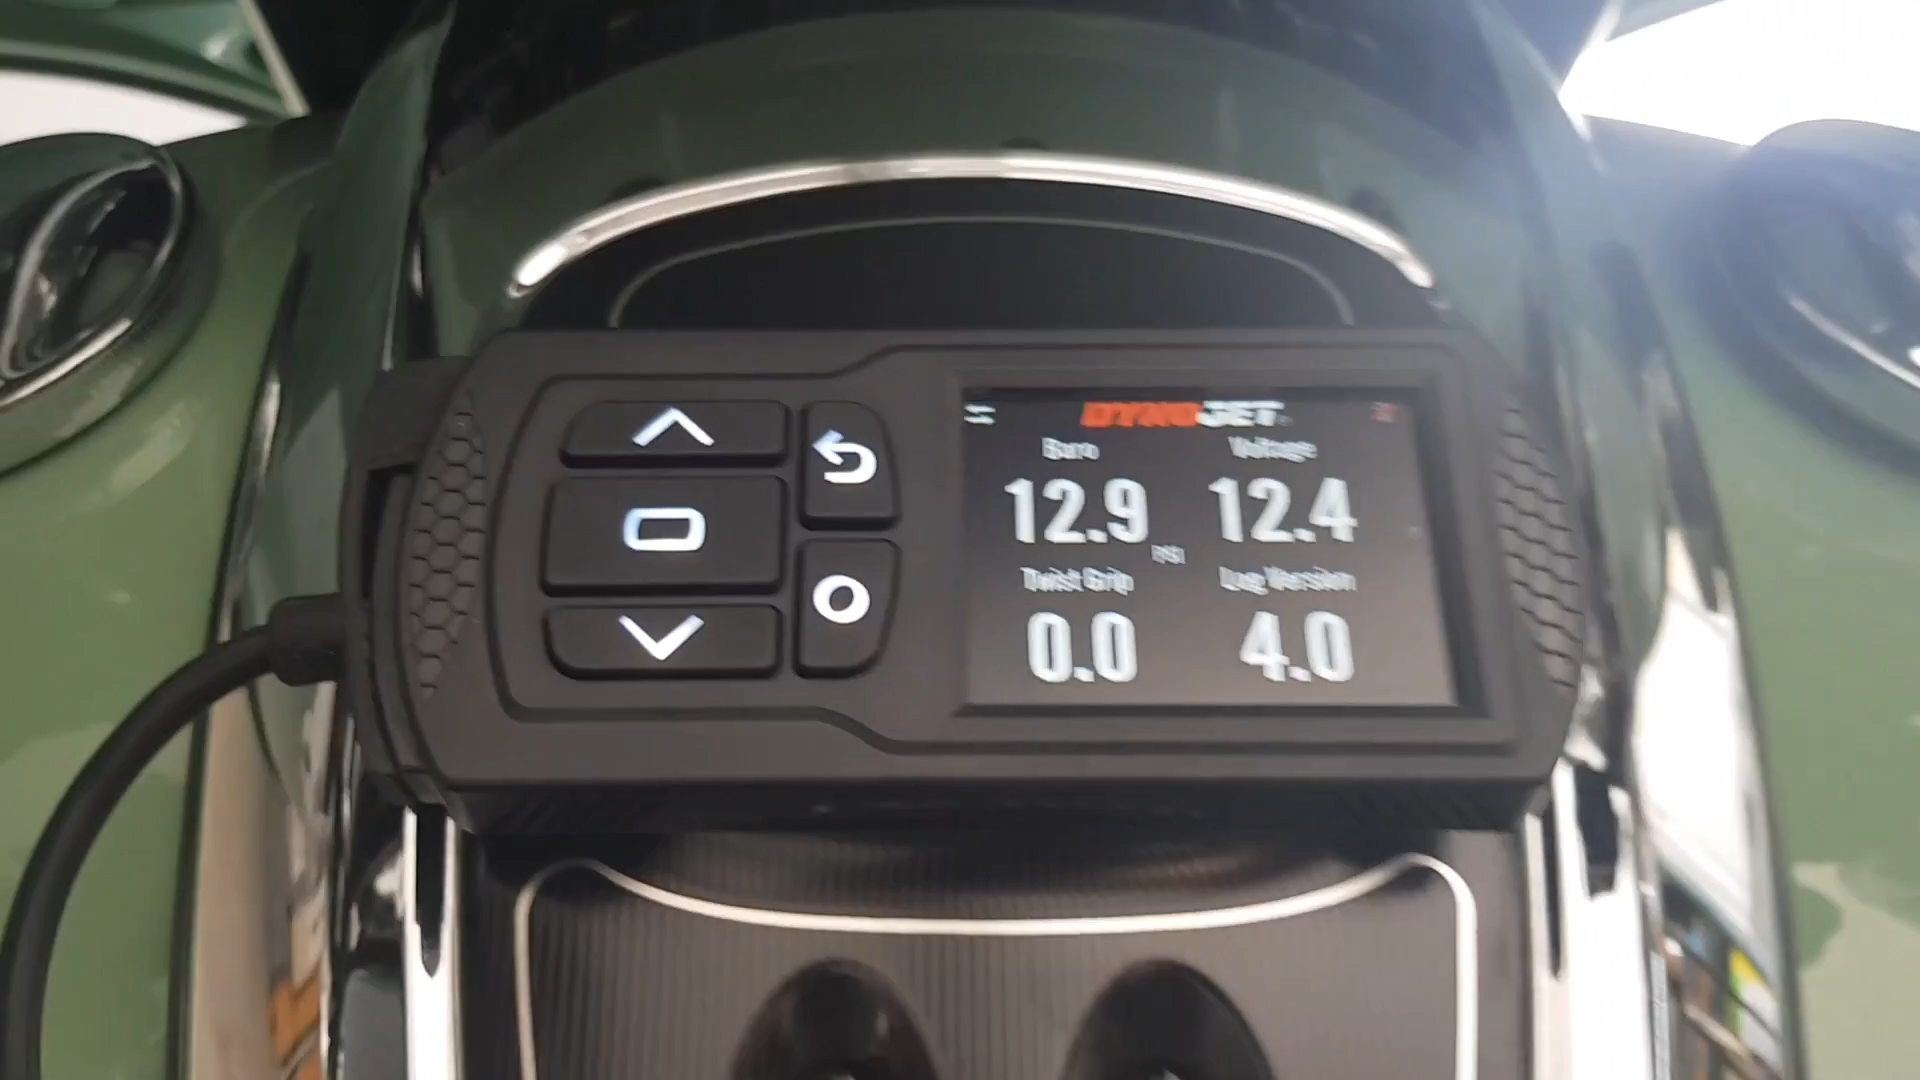 DYNOJET
Baro Voltage
12.9 PSI 12.4
Twist Grip Log Version
0.0 4.0